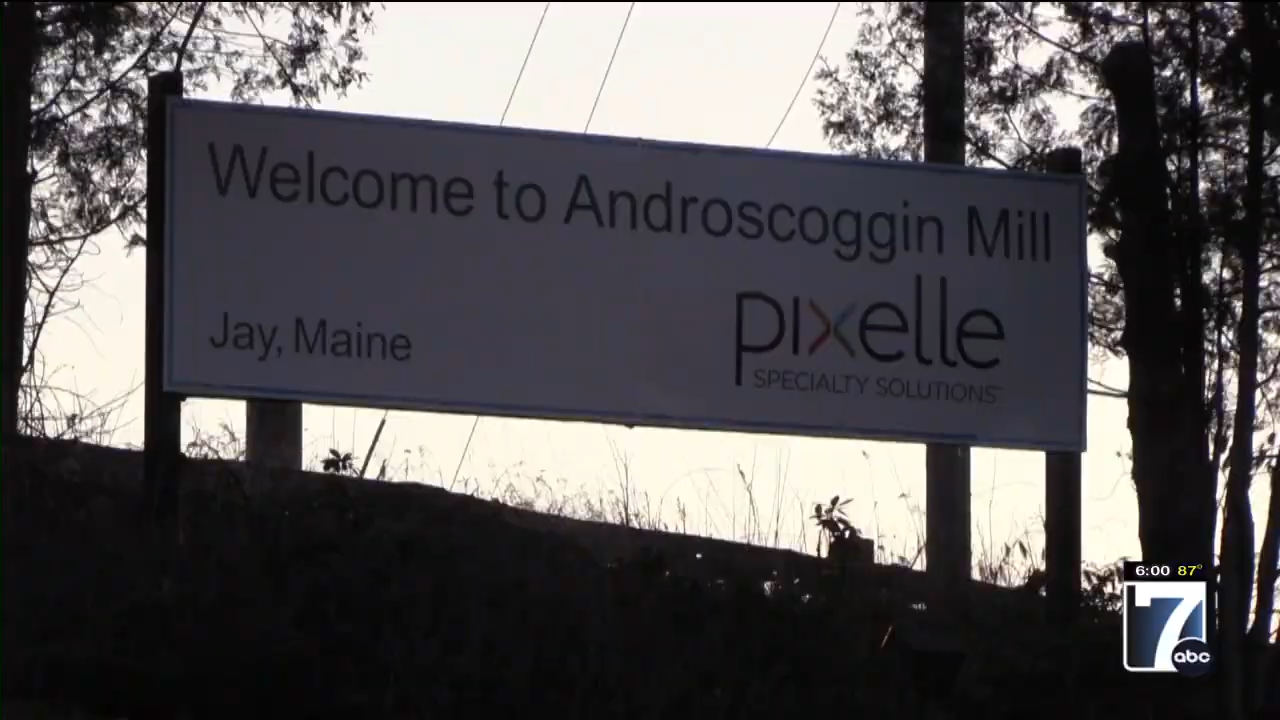 Welcome to Androscoggin Mill
Jay, Maine
pixelle
SPECIALTY SOLUTIONS
6:00 87°
7
abc